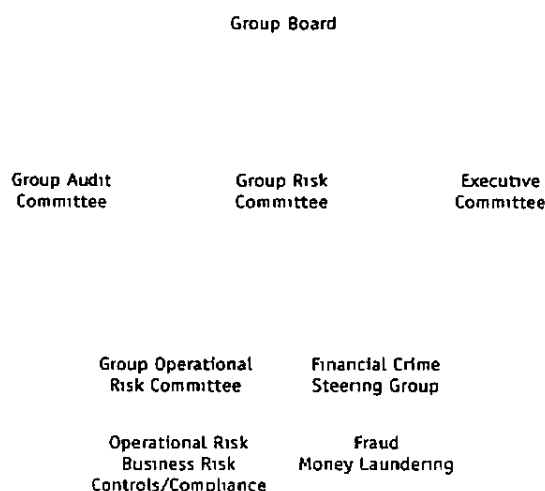 Group Board
Group Audit
Committee
Group Risk
Committee
Executive
Committee
Group Operational
Risk Committee
Financial Crime
Steering Group
Operational Risk
Business Risk
Controls/Compliance
Fraud
Money Laundering